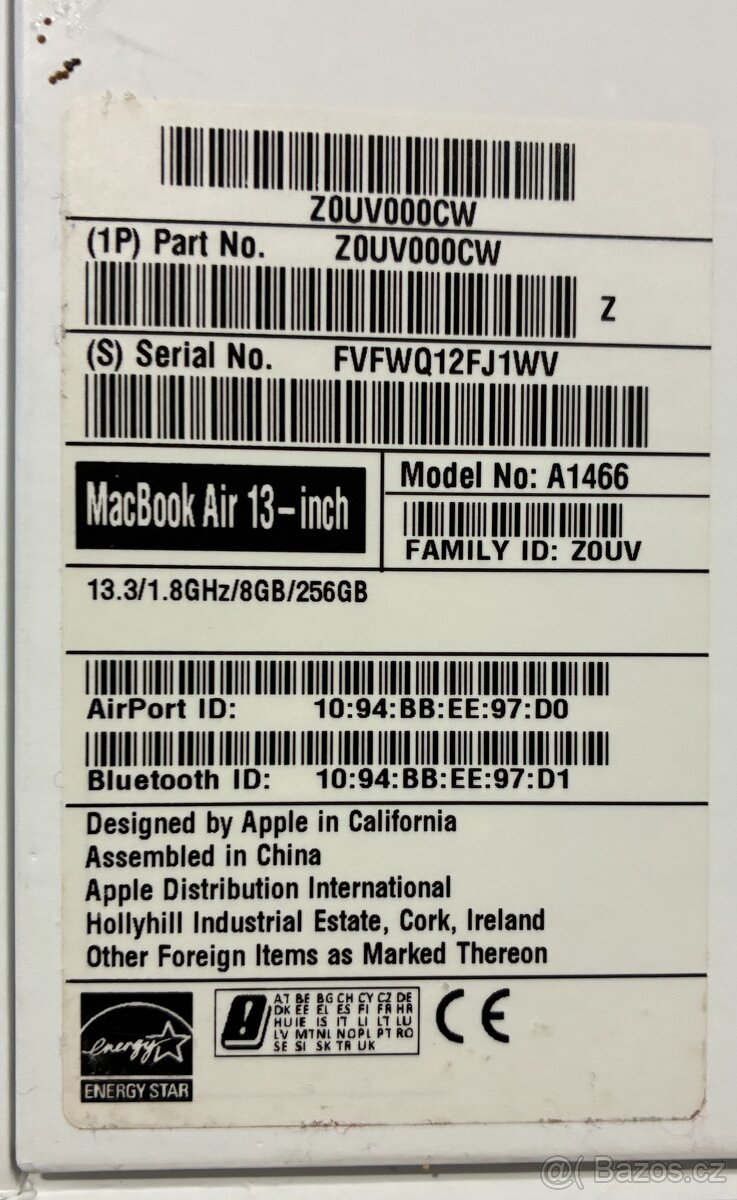 Z0UV000CW
(1P) Part No. Z0UV000CW
Z
(S) Serial No. FVFWQ12FJ1WV
MacBook Air 13-inch
Model No: A1466
FAMILY ID: Z0UV
13.3/1.8GHz/8GB/256GB
AirPort ID: 10:94:BB:EE:97:D0
Bluetooth ID: 10:94:BB:EE:97:D1
Designed by Apple in California
Assembled in China
Apple Distribution International
Hollyhill Industrial Estate, Cork, Ireland
Other Foreign Items as Marked Thereon
energy
ENERGY STAR
!
AT BE BG CH CY CZ DE
DK EE EL ES FI FR HR
HU IE IS IT LI LT LU
LV MT NL NO PL PT RO
SE SI SK TR UK
CE
@( Bazos.cz